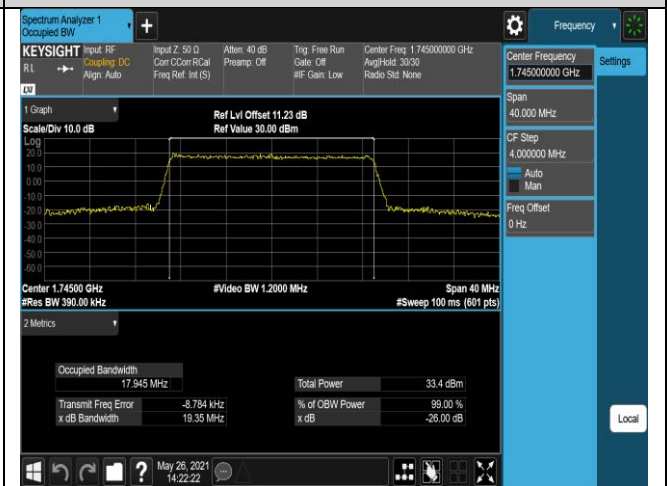 Spectrum Analyzer 1
Occupied BW
+
Frequency
KEYSIGHT
RL
LXI
Input: RF
Coupling: DC
Align: Auto
Input Z: 50 Ω
Corr CCorr RCal
Freq Ref: Int (S)
Atten: 40 dB
Preamp: Off
Trig: Free Run
Gate: Off
#IF Gain: Low
Center Freq: 1.745000000 GHz
Avg|Hold: 30/30
Radio Std: None
Center Frequency
1.745000000 GHz
Settings
Span
40.000 MHz
CF Step
4.000000 MHz
Auto
Man
Freq Offset
0 Hz
Local
1 Graph
Scale/Div 10.0 dB
Ref Lvl Offset 11.23 dB
Ref Value 30.00 dBm
Log
20.0
10.0
0.00
-10.0
-20.0
-30.0
-40.0
-50.0
-60.0
Center 1.74500 GHz
#Video BW 1.2000 MHz
Span 40 MHz
#Res BW 390.00 kHz
#Sweep 100 ms (601 pts)
2 Metrics
Occupied Bandwidth
17.945 MHz
Total Power 33.4 dBm
Transmit Freq Error -8.784 kHz
% of OBW Power 99.00 %
x dB Bandwidth 19.35 MHz
x dB -26.00 dB
?
May 26, 2021
14:22:22